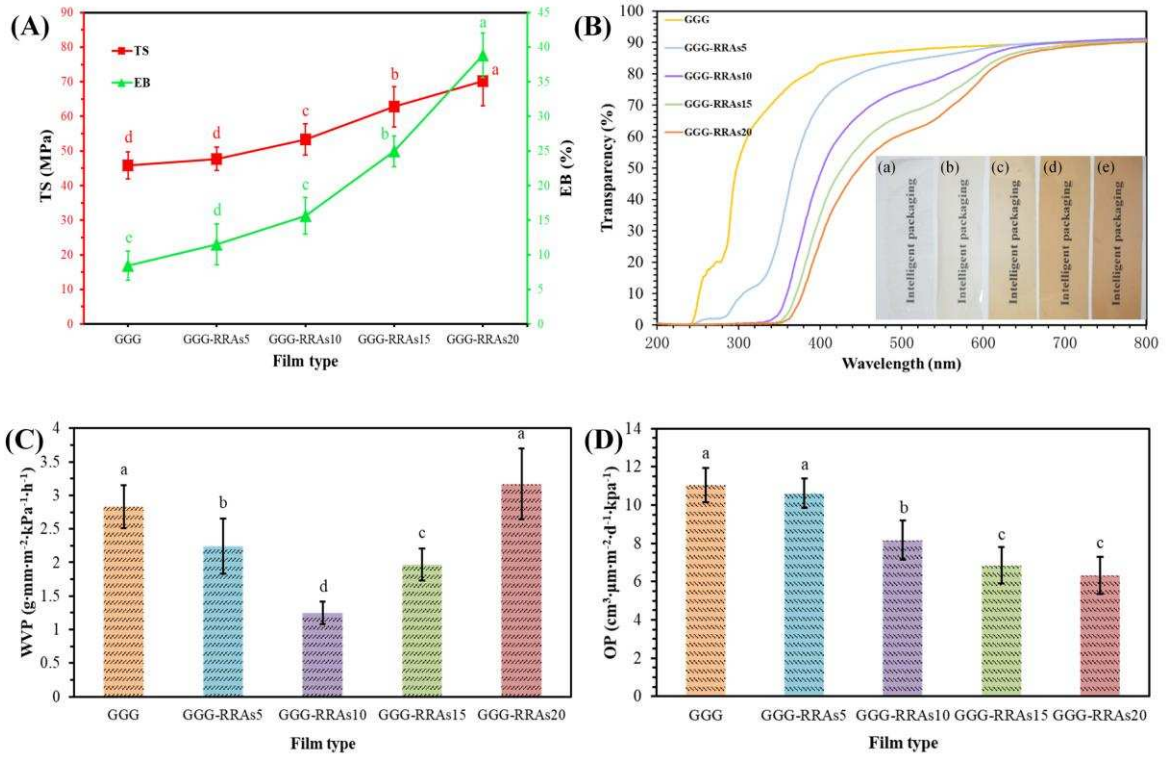 (A)
TS (MPa)
90
80
70
60
50
40
30
20
10
0
TS
EB
d
d
c
b
a
e
d
c
b
a
45
40
35
30
25
20
15
10
5
0
EB (%)
GGG
GGG-RRAs5
GGG-RRAs10
GGG-RRAs15
GGG-RRAs20
Film type
(B)
Transparency (%)
100
90
80
70
60
50
40
30
20
10
0
GGG
GGG-RRAs5
GGG-RRAs10
GGG-RRAs15
GGG-RRAs20
(a)
(b)
(c)
(d)
(e)
Intelligent packaging
Intelligent packaging
Intelligent packaging
Intelligent packaging
Intelligent packaging
200
300
400
500
600
700
800
Wavelength (nm)
(C)
WVP (g·mm·m⁻²·kPa⁻¹·h⁻¹)
4
3.5
3
2.5
2
1.5
1
0.5
0
a
b
d
c
a
GGG
GGG-RRAs5
GGG-RRAs10
GGG-RRAs15
GGG-RRAs20
Film type
(D)
OP (cm³·μm·m⁻²·d⁻¹·kpa⁻¹)
14
12
10
8
6
4
2
0
a
a
b
c
c
GGG
GGG-RRAs5
GGG-RRAs10
GGG-RRAs15
GGG-RRAs20
Film type